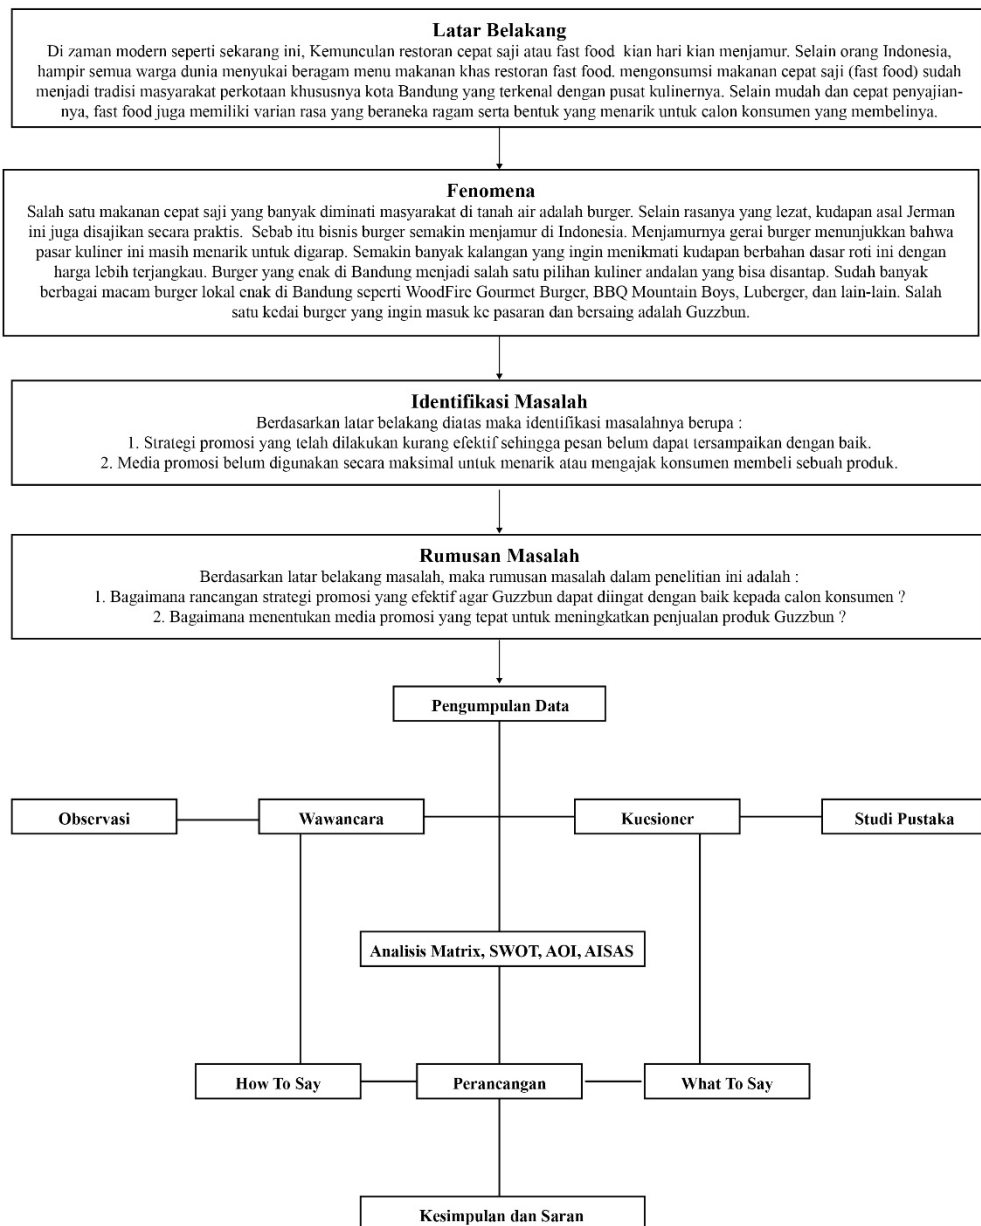 Latar Belakang
Di zaman modern seperti sekarang ini, Kemunculan restoran cepat saji atau fast food kian hari kian menjamur. Selain orang Indonesia,
hampir semua warga dunia menyukai beragam menu makanan khas restoran fast food. mengonsumsi makanan cepat saji (fast food) sudah
menjadi tradisi masyarakat perkotaan khususnya kota Bandung yang terkenal dengan pusat kulinernya. Selain mudah dan cepat penyajian-
nya, fast food juga memiliki varian rasa yang beraneka ragam serta bentuk yang menarik untuk calon konsumen yang membelinya.
Fenomena
Salah satu makanan cepat saji yang banyak diminati masyarakat di tanah air adalah burger. Selain rasanya yang lezat, kudapan asal Jerman
ini juga disajikan secara praktis. Sebab itu bisnis burger semakin menjamur di Indonesia. Menjamurnya gerai burger menunjukkan bahwa
pasar kuliner ini masih menarik untuk digarap. Semakin banyak kalangan yang ingin menikmati kudapan berbahan dasar roti ini dengan
harga lebih terjangkau. Burger yang enak di Bandung menjadi salah satu pilihan kuliner andalan yang bisa disantap. Sudah banyak
berbagai macam burger lokal enak di Bandung seperti WoodFire Gourmet Burger, BBQ Mountain Boys, Luberger, dan lain-lain. Salah
satu kedai burger yang ingin masuk ke pasaran dan bersaing adalah Guzzbun.
Identifikasi Masalah
Berdasarkan latar belakang diatas maka identifikasi masalahnya berupa :
1. Strategi promosi yang telah dilakukan kurang efektif sehingga pesan belum dapat tersampaikan dengan baik.
2. Media promosi belum digunakan secara maksimal untuk menarik atau mengajak konsumen membeli sebuah produk.
Rumusan Masalah
Berdasarkan latar belakang masalah, maka rumusan masalah dalam penelitian ini adalah :
1. Bagaimana rancangan strategi promosi yang efektif agar Guzzbun dapat diingat dengan baik kepada calon konsumen ?
2. Bagaimana menentukan media promosi yang tepat untuk meningkatkan penjualan produk Guzzbun ?
Pengumpulan Data
Observasi
Wawancara
Kuesioner
Studi Pustaka
Analisis Matrix, SWOT, AOI, AISAS
How To Say
Perancangan
What To Say
Kesimpulan dan Saran